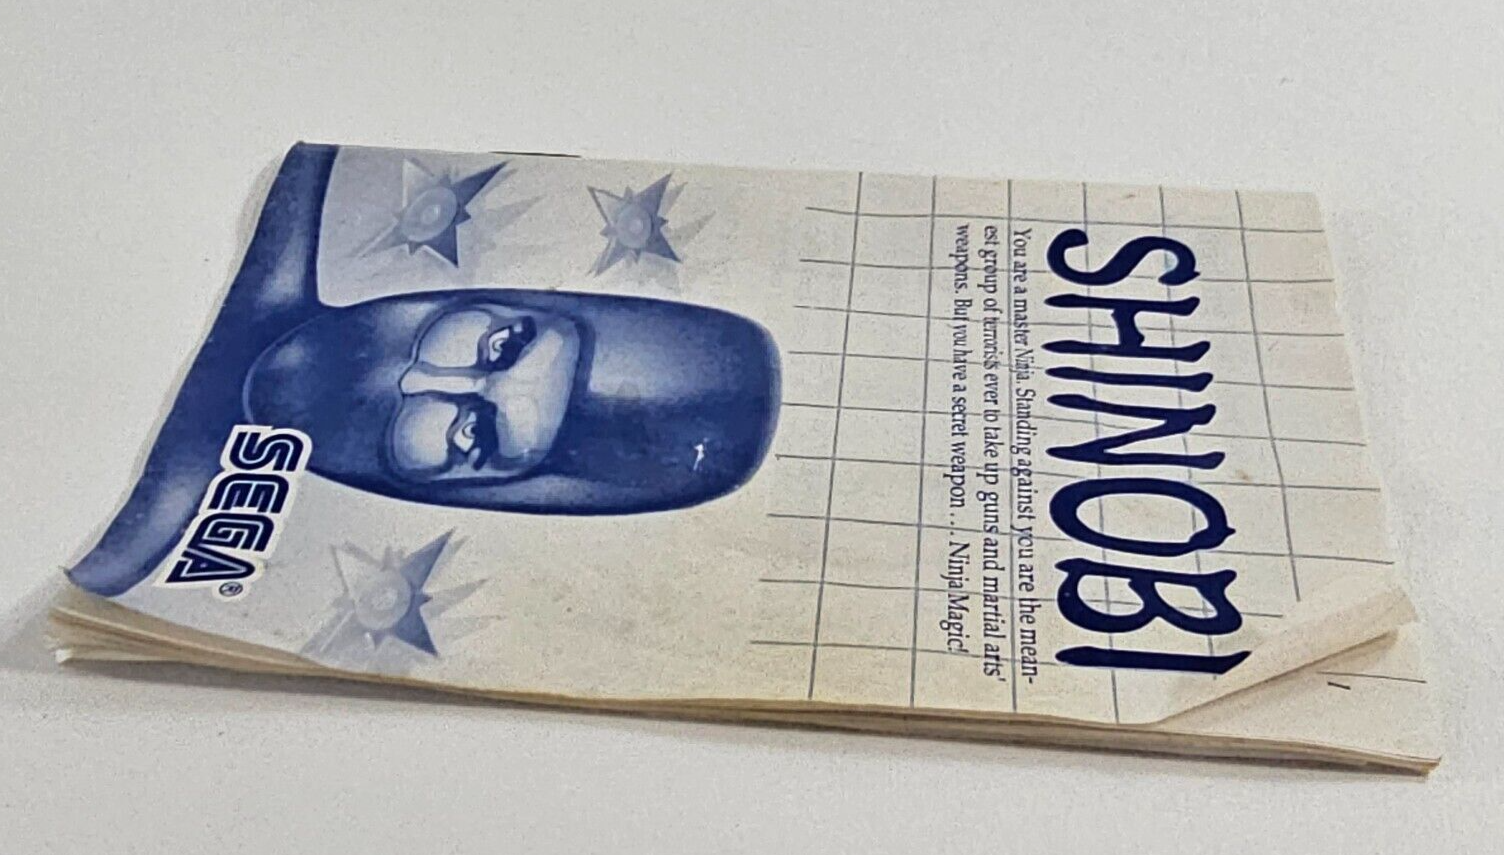 SHINOBI
You are a master Ninja. Standing against you are the mean-
est group of terrorists ever to take up guns and martial arts'
weapons. But you have a secret weapon . . . Ninja Magic!
SEGA®